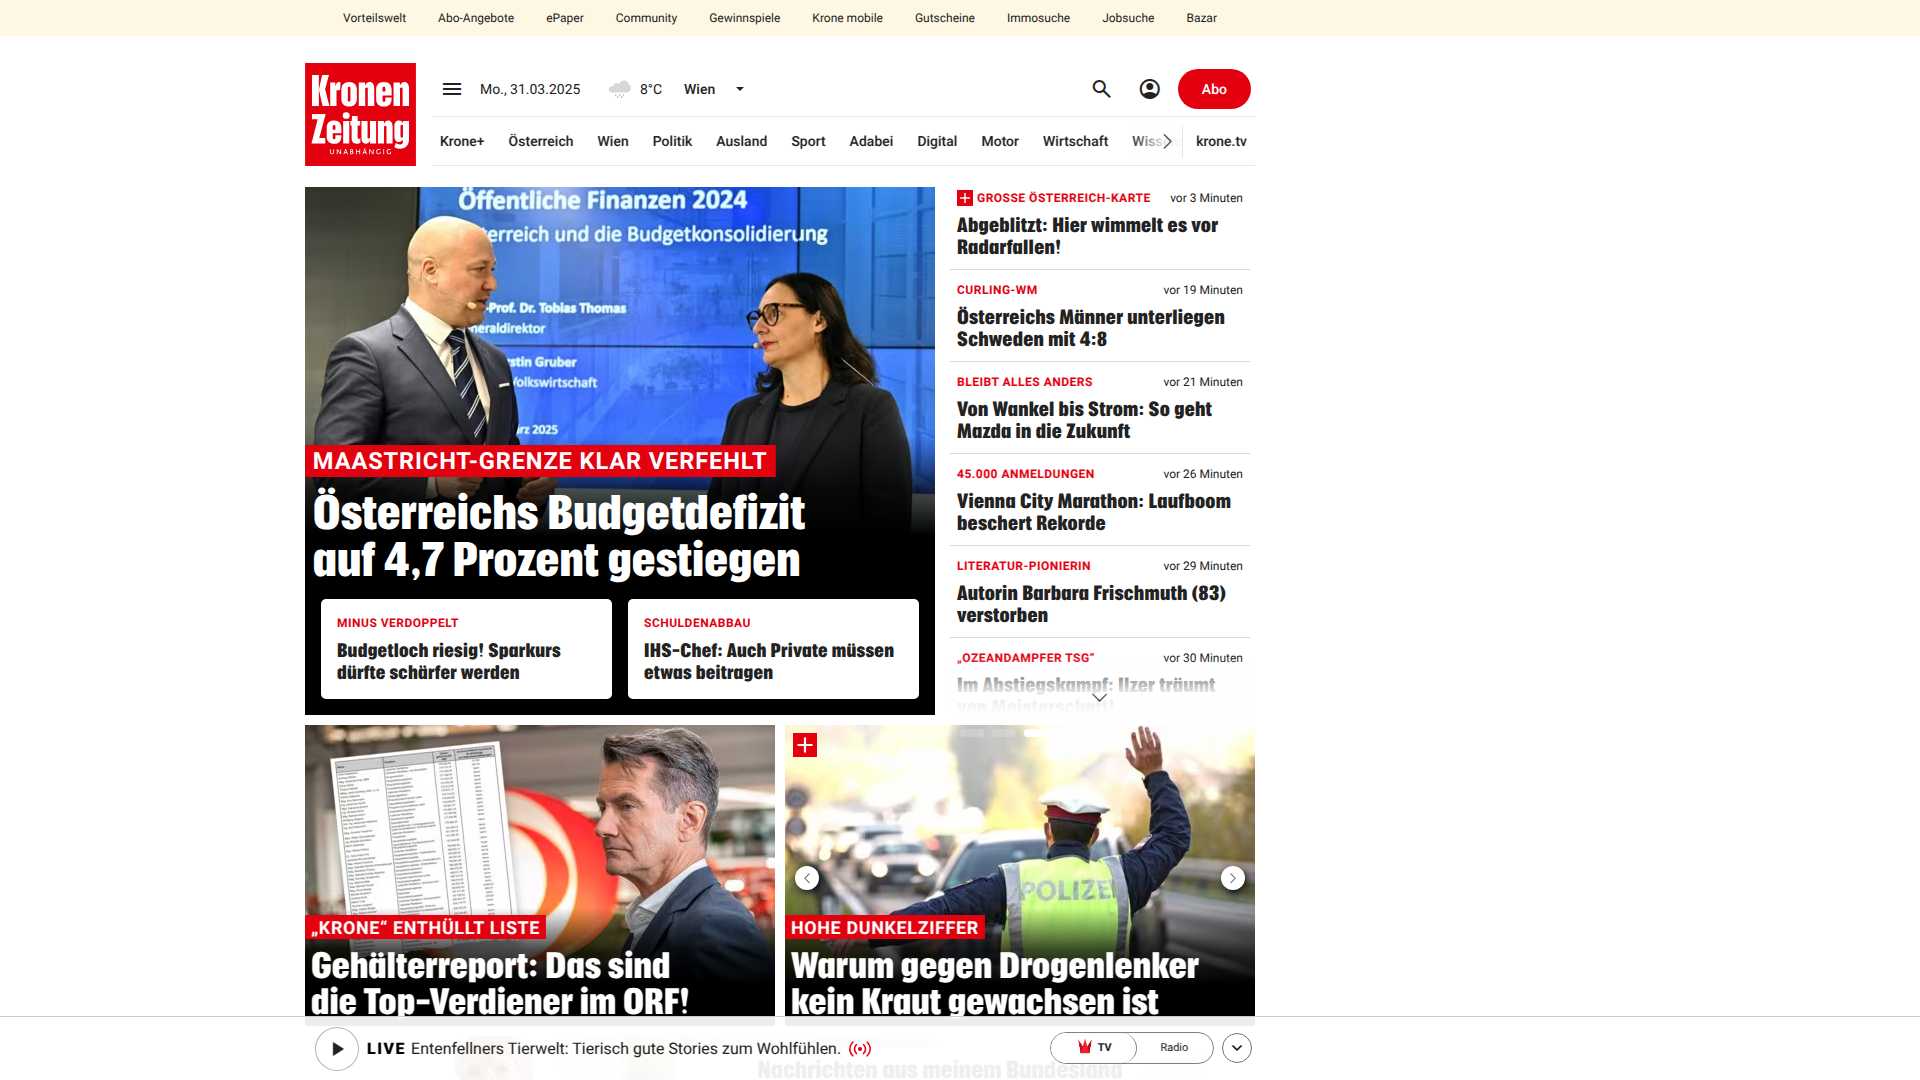 Vorteilswelt Abo-Angebote ePaper Community Gewinnspiele Krone mobile Gutscheine Immosuche Jobsuche Bazar
Kronen
Zeitung
UNABHÄNGIG
Mo., 31.03.2025 8°C Wien
Abo
Krone+ Österreich Wien Politik Ausland Sport Adabei Digital Motor Wirtschaft Wiss krone.tv
Öffentliche Finanzen 2024
terreich und die Budgetkonsolidierung
-Prof. Dr. Tobias Thomas
neraldirektor
stin Gruber
Volkswirtschaft
ärz 2025
MAASTRICHT-GRENZE KLAR VERFEHLT
Österreichs Budgetdefizit
auf 4,7 Prozent gestiegen
MINUS VERDOPPELT
Budgetloch riesig! Sparkurs
dürfte schärfer werden
SCHULDENABBAU
IHS-Chef: Auch Private müssen
etwas beitragen
GROSSE ÖSTERREICH-KARTE vor 3 Minuten
Abgeblitzt: Hier wimmelt es vor
Radarfallen!
CURLING-WM vor 19 Minuten
Österreichs Männer unterliegen
Schweden mit 4:8
BLEIBT ALLES ANDERS vor 21 Minuten
Von Wankel bis Strom: So geht
Mazda in die Zukunft
45.000 ANMELDUNGEN vor 26 Minuten
Vienna City Marathon: Laufboom
beschert Rekorde
LITERATUR-PIONIERIN vor 29 Minuten
Autorin Barbara Frischmuth (83)
verstorben
„OZEANDAMPFER TSG“ vor 30 Minuten
Im Abstiegskampf: Ilzer träumt
von Meisterschaft!
„KRONE“ ENTHÜLLT LISTE
Gehälterreport: Das sind
die Top-Verdiener im ORF!
POLIZEI
HOHE DUNKELZIFFER
Warum gegen Drogenlenker
kein Kraut gewachsen ist
LIVE Entenfellners Tierwelt: Tierisch gute Stories zum Wohlfühlen.
TV Radio
Nachrichten aus meinem Bundesland